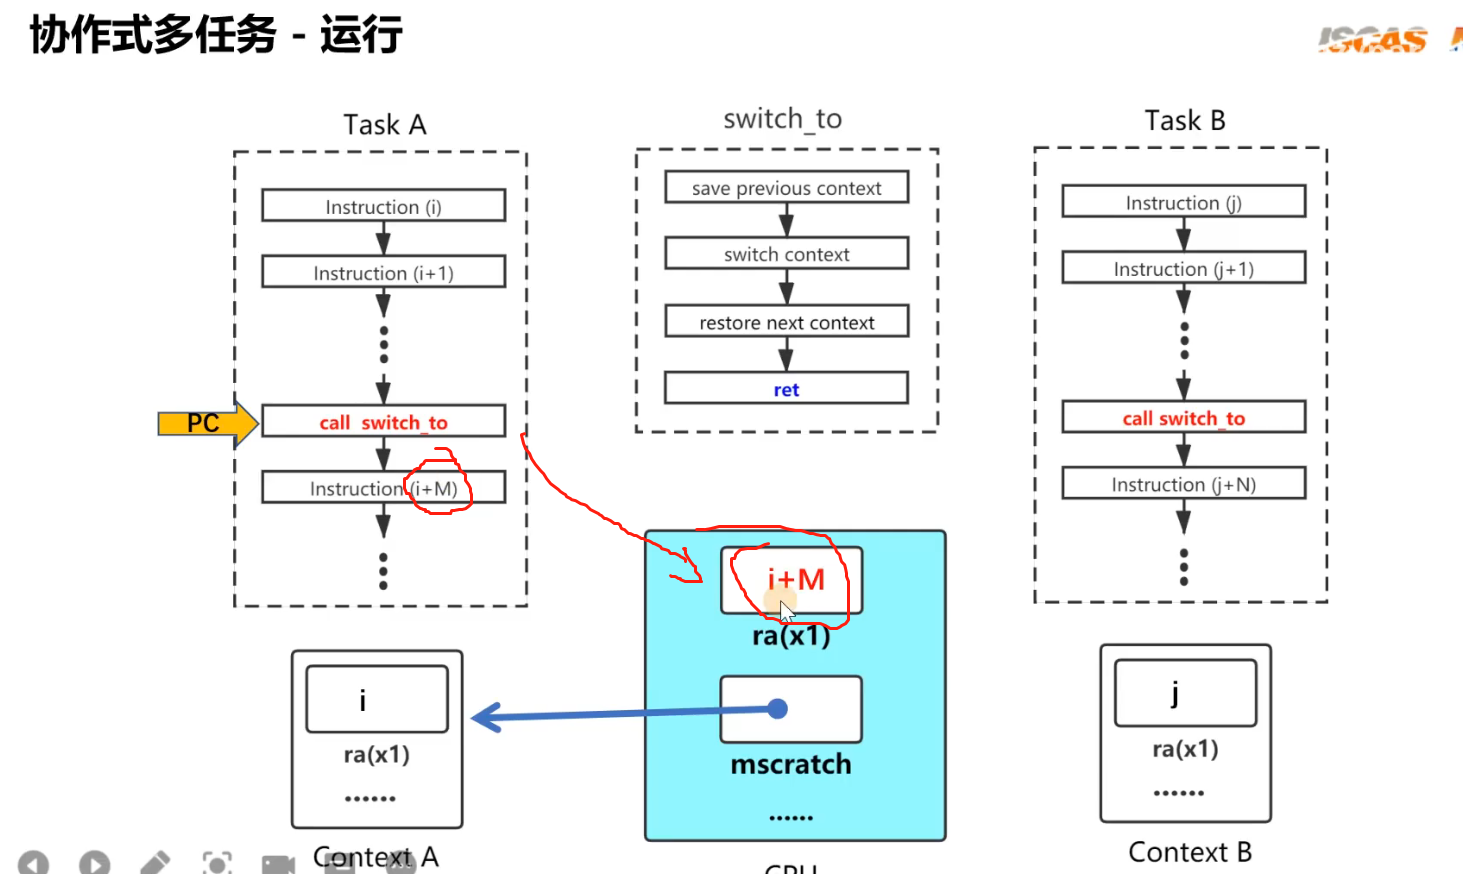 协作式多任务 - 运行
ISCAS
Task A
Instruction (i)
Instruction (i+1)
PC
call switch_to
Instruction (i+M)
switch_to
save previous context
switch context
restore next context
ret
Task B
Instruction (j)
Instruction (j+1)
call switch_to
Instruction (j+N)
i
ra(x1)
......
Context A
i+M
ra(x1)
mscratch
......
CPU
j
ra(x1)
......
Context B